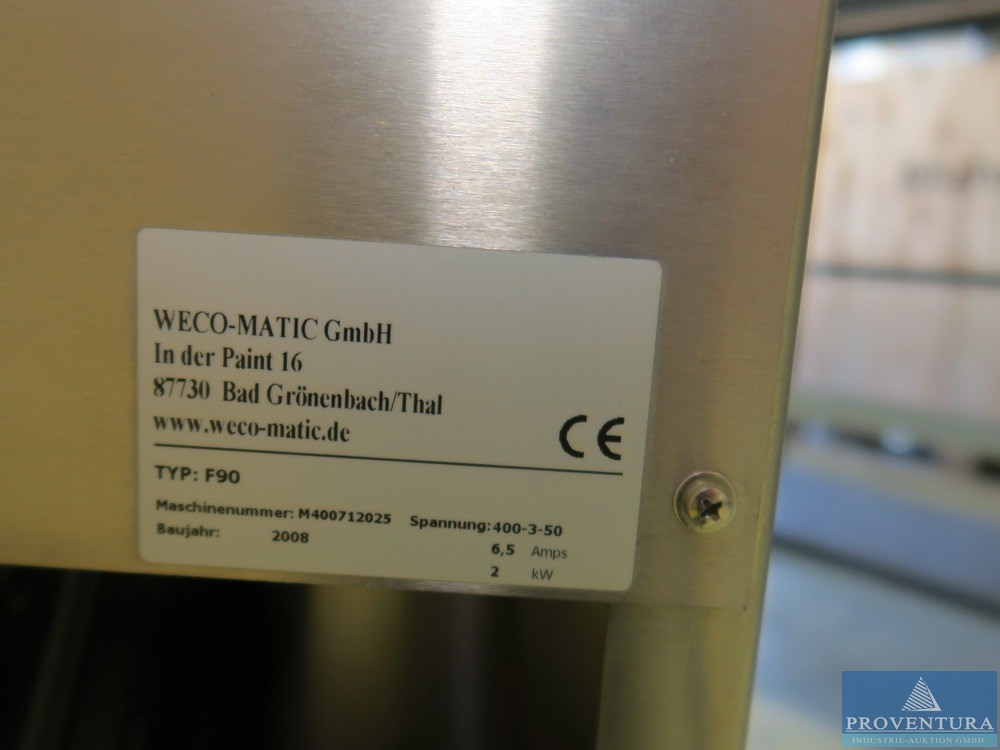 WECO-MATIC GmbH
In der Paint 16
87730 Bad Grönenbach/Thal
www.weco-matic.de
CE
TYP: F90
Maschinenummer: M400712025 Spannung: 400-3-50
Baujahr: 2008 6,5 Amps
2 kW
PROVENTURA
INDUSTRIE-AUKTION GMBH